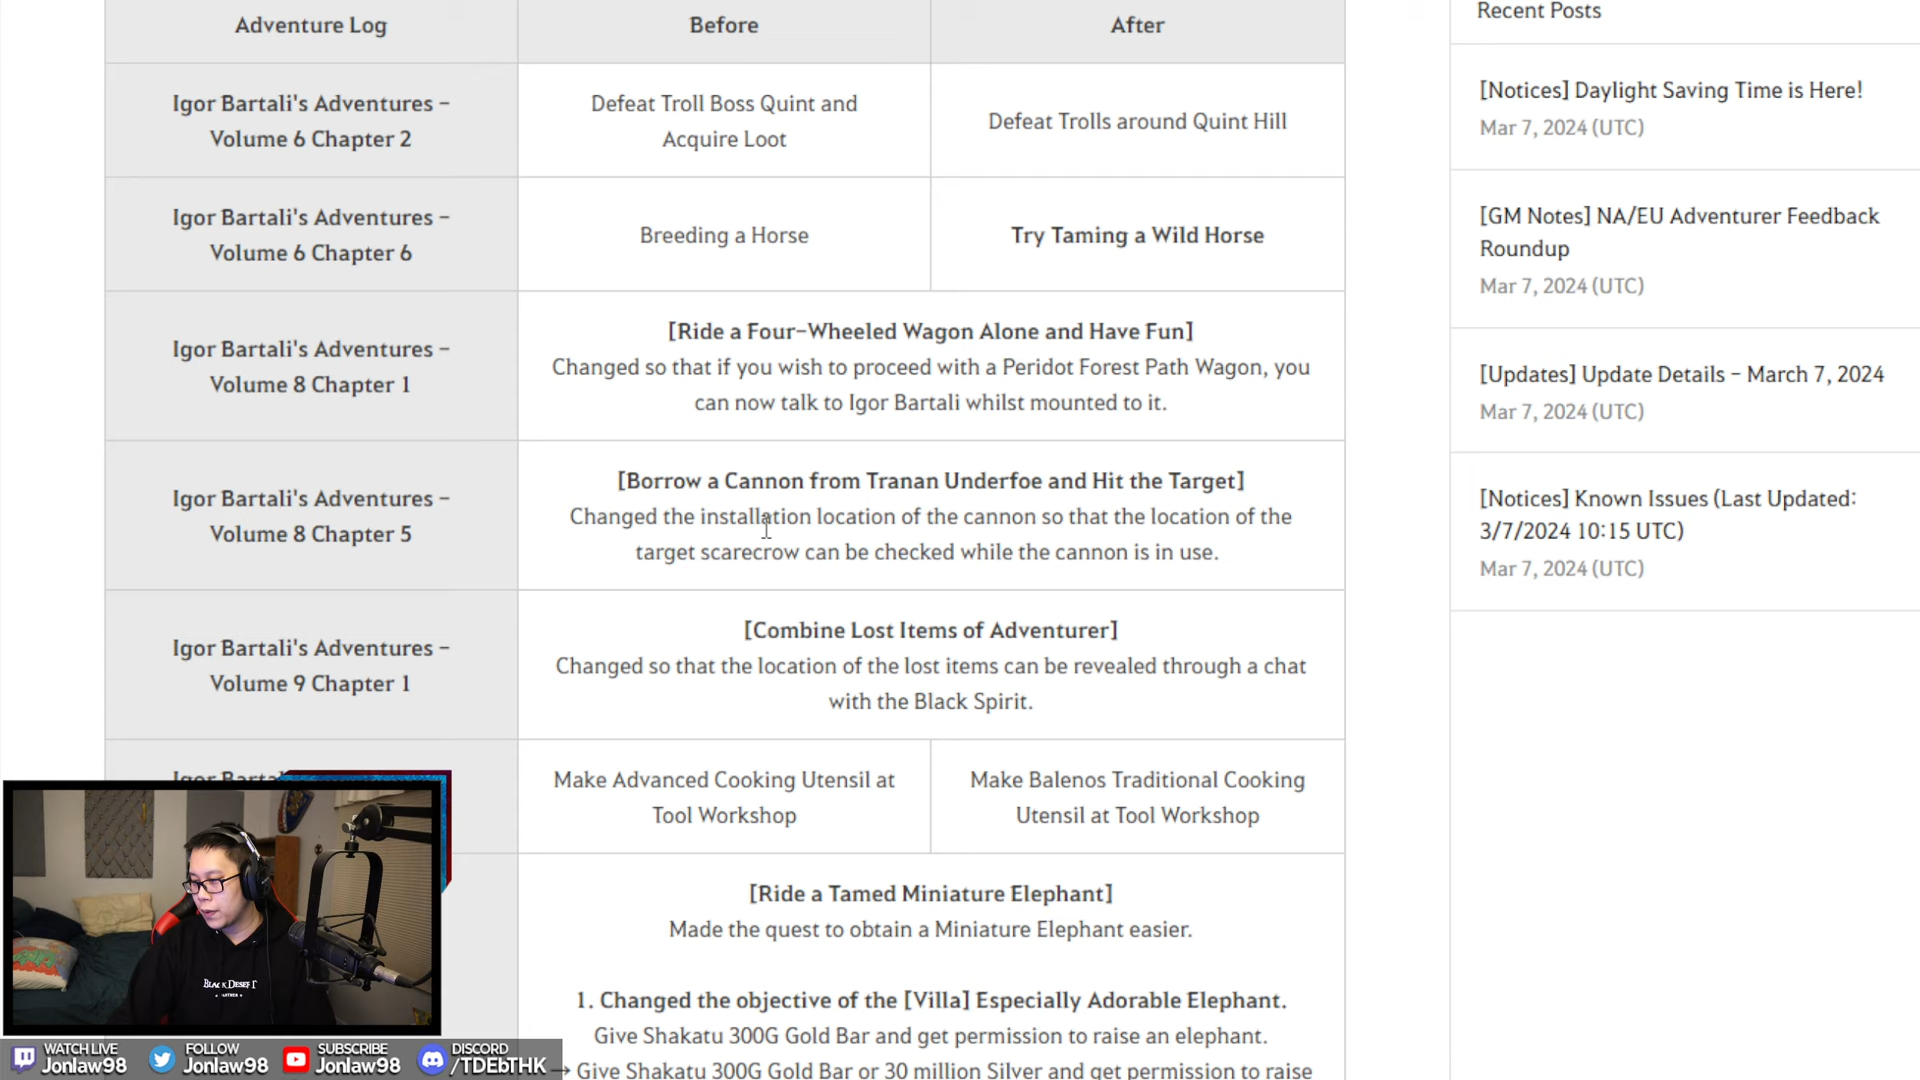 Adventure Log
Before
After
Recent Posts
Igor Bartali's Adventures –
Volume 6 Chapter 2
Defeat Troll Boss Quint and
Acquire Loot
Defeat Trolls around Quint Hill
Igor Bartali's Adventures –
Volume 6 Chapter 6
Breeding a Horse
Try Taming a Wild Horse
Igor Bartali's Adventures –
Volume 8 Chapter 1
[Ride a Four-Wheeled Wagon Alone and Have Fun]
Changed so that if you wish to proceed with a Peridot Forest Path Wagon, you
can now talk to Igor Bartali whilst mounted to it.
Igor Bartali's Adventures –
Volume 8 Chapter 5
[Borrow a Cannon from Tranan Underfoe and Hit the Target]
Changed the installation location of the cannon so that the location of the
target scarecrow can be checked while the cannon is in use.
Igor Bartali's Adventures –
Volume 9 Chapter 1
[Combine Lost Items of Adventurer]
Changed so that the location of the lost items can be revealed through a chat
with the Black Spirit.
Igor
Make Advanced Cooking Utensil at
Tool Workshop
Make Balenos Traditional Cooking
Utensil at Tool Workshop
[Ride a Tamed Miniature Elephant]
Made the quest to obtain a Miniature Elephant easier.
1. Changed the objective of the [Villa] Especially Adorable Elephant.
Give Shakatu 300G Gold Bar and get permission to raise an elephant.
→ Give Shakatu 300G Gold Bar or 30 million Silver and get permission to raise
[Notices] Daylight Saving Time is Here!
Mar 7, 2024 (UTC)
[GM Notes] NA/EU Adventurer Feedback
Roundup
Mar 7, 2024 (UTC)
[Updates] Update Details – March 7, 2024
Mar 7, 2024 (UTC)
[Notices] Known Issues (Last Updated:
3/7/2024 10:15 UTC)
Mar 7, 2024 (UTC)
BLACK DESERT
WATCH LIVE
Jonlaw98
FOLLOW
Jonlaw98
SUBSCRIBE
Jonlaw98
DISCORD
/TDEbTHK